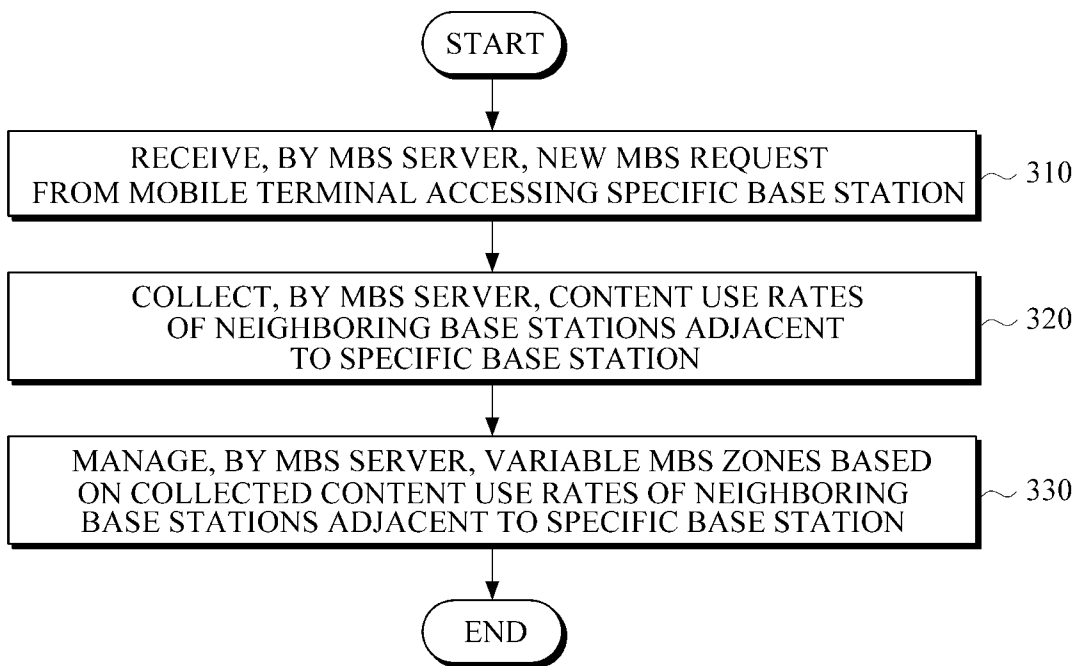 START
RECEIVE, BY MBS SERVER, NEW MBS REQUEST
FROM MOBILE TERMINAL ACCESSING SPECIFIC BASE STATION
310
COLLECT, BY MBS SERVER, CONTENT USE RATES
OF NEIGHBORING BASE STATIONS ADJACENT
TO SPECIFIC BASE STATION
320
MANAGE, BY MBS SERVER, VARIABLE MBS ZONES BASED
ON COLLECTED CONTENT USE RATES OF NEIGHBORING
BASE STATIONS ADJACENT TO SPECIFIC BASE STATION
330
END